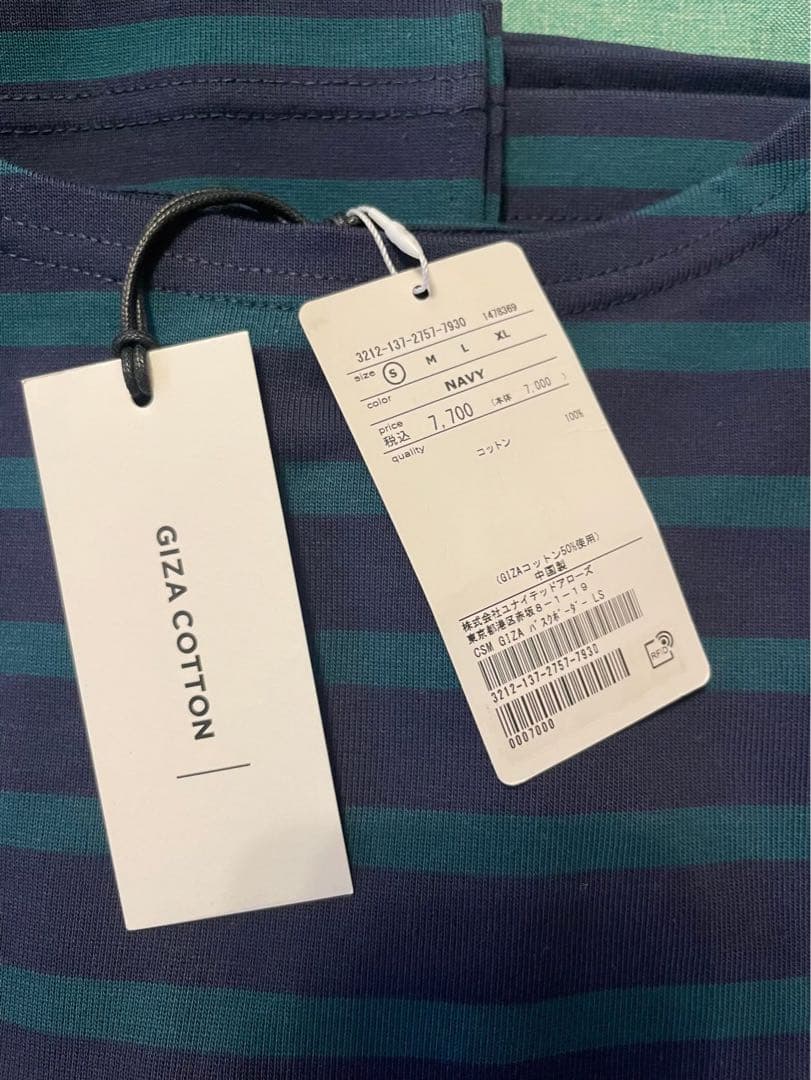 GIZA COTTON
3212-137-2757-7930 1478369
size S M L XL
color NAVY
price
税込 7,700 (本体 7,000 )
quality コットン 100%
(GIZAコットン50%使用)
中国製
株式会社ユナイテッドアローズ
東京都港区赤坂8-1-19
CSM GIZA バスクボーダー LS
3212-137-2757-7930
0007000
RFID